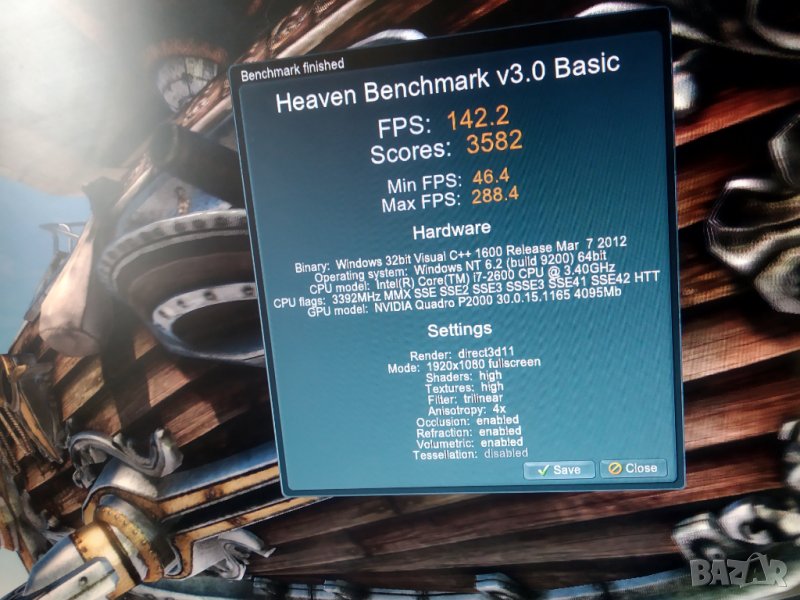 Benchmark finished
Heaven Benchmark v3.0 Basic
FPS: 142.2
Scores: 3582
Min FPS: 46.4
Max FPS: 288.4
Hardware
Binary: Windows 32bit Visual C++ 1600 Release Mar 7 2012
Operating system: Windows NT 6.2 (build 9200) 64bit
CPU model: Intel(R) Core(TM) i7-2600 CPU @ 3.40GHz
CPU flags: 3392MHz MMX SSE SSE2 SSE3 SSSE3 SSE41 SSE42 HTT
GPU model: NVIDIA Quadro P2000 30.0.15.1165 4095Mb
Settings
Render: direct3d11
Mode: 1920x1080 fullscreen
Shaders: high
Textures: high
Filter: trilinear
Anisotropy: 4x
Occlusion: enabled
Refraction: enabled
Volumetric: enabled
Tessellation: disabled
Save Close
BAZAR